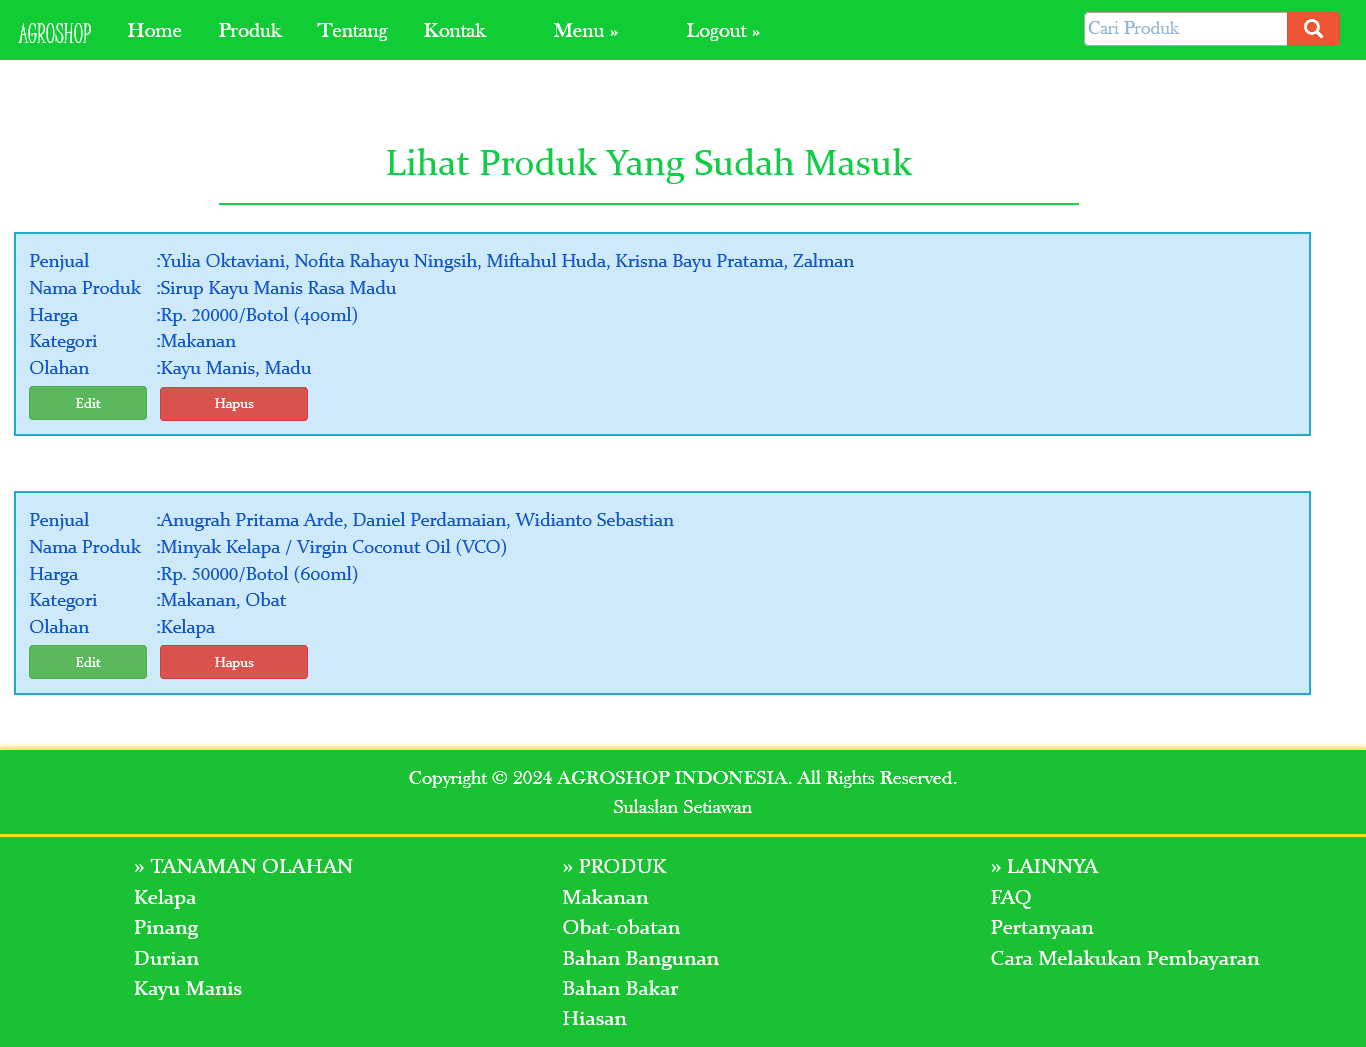 AGROSHOP Home Produk Tentang Kontak Menu » Logout » Cari Produk
Lihat Produk Yang Sudah Masuk
Penjual :Yulia Oktaviani, Nofita Rahayu Ningsih, Miftahul Huda, Krisna Bayu Pratama, Zalman
Nama Produk :Sirup Kayu Manis Rasa Madu
Harga :Rp. 20000/Botol (400ml)
Kategori :Makanan
Olahan :Kayu Manis, Madu
Edit Hapus
Penjual :Anugrah Pritama Arde, Daniel Perdamaian, Widianto Sebastian
Nama Produk :Minyak Kelapa / Virgin Coconut Oil (VCO)
Harga :Rp. 50000/Botol (600ml)
Kategori :Makanan, Obat
Olahan :Kelapa
Edit Hapus
Copyright © 2024 AGROSHOP INDONESIA. All Rights Reserved.
Sulaslan Setiawan
» TANAMAN OLAHAN
Kelapa
Pinang
Durian
Kayu Manis
» PRODUK
Makanan
Obat-obatan
Bahan Bangunan
Bahan Bakar
Hiasan
» LAINNYA
FAQ
Pertanyaan
Cara Melakukan Pembayaran